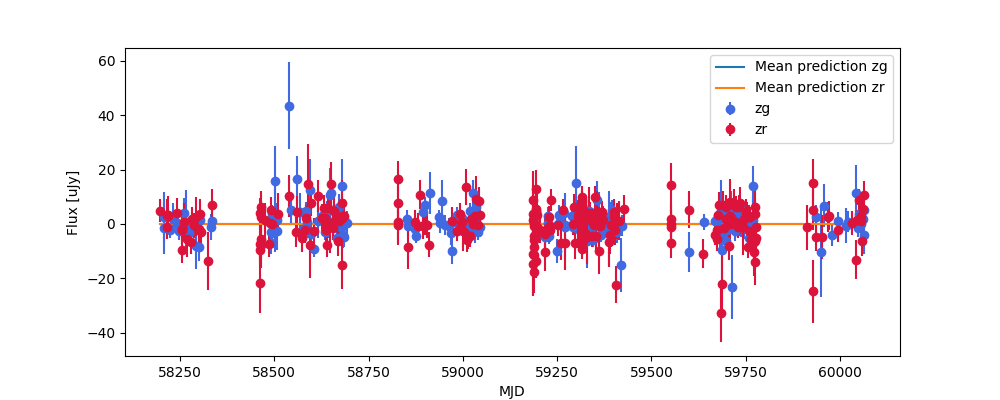 60
40
20
0
−20
−40
Flux [uJy]
58250
58500
58750
59000
59250
59500
59750
60000
MJD
Mean prediction zg
Mean prediction zr
zg
zr